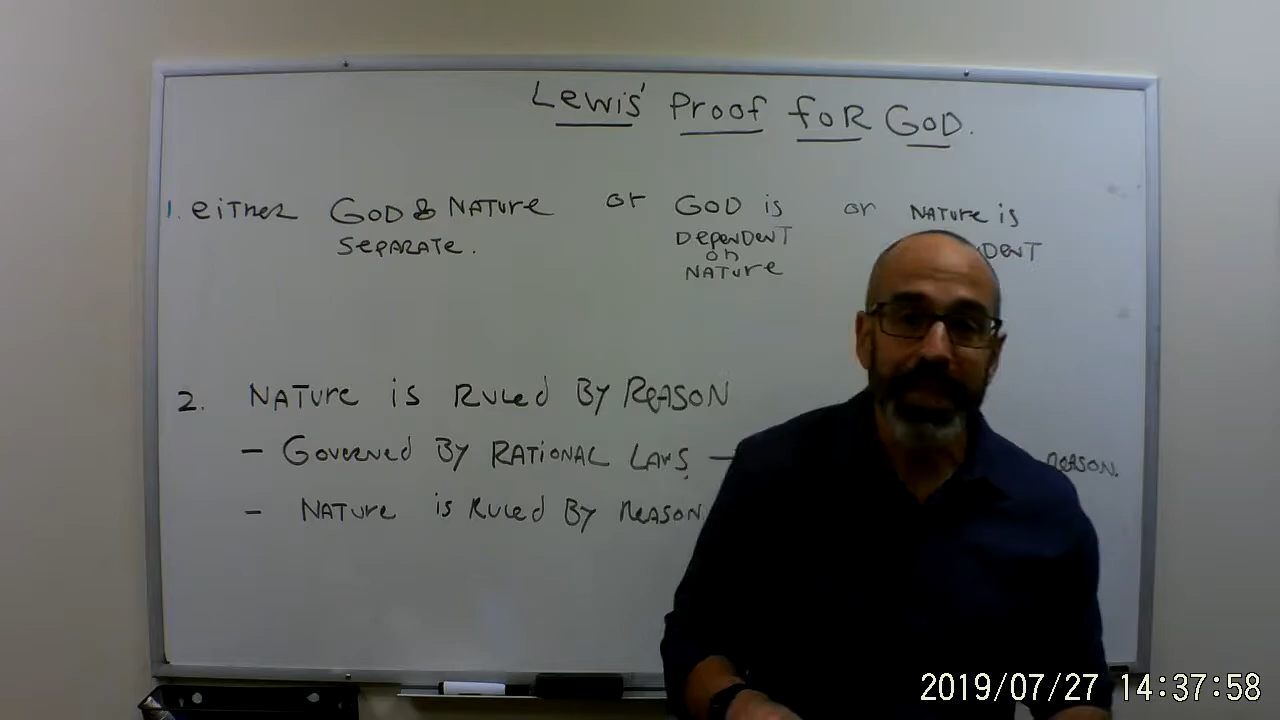 Lewis' Proof for GOD.
1. either GOD & NATURE or GOD is or NATURE is
SEPARATE. DEPENDENT DENT
on
NATURE
2. NATURE is RULED BY REASON
- GOVERNED BY RATIONAL LAWS - REASON.
- NATURE is RULED BY REASON
2019/07/27 14:37:58